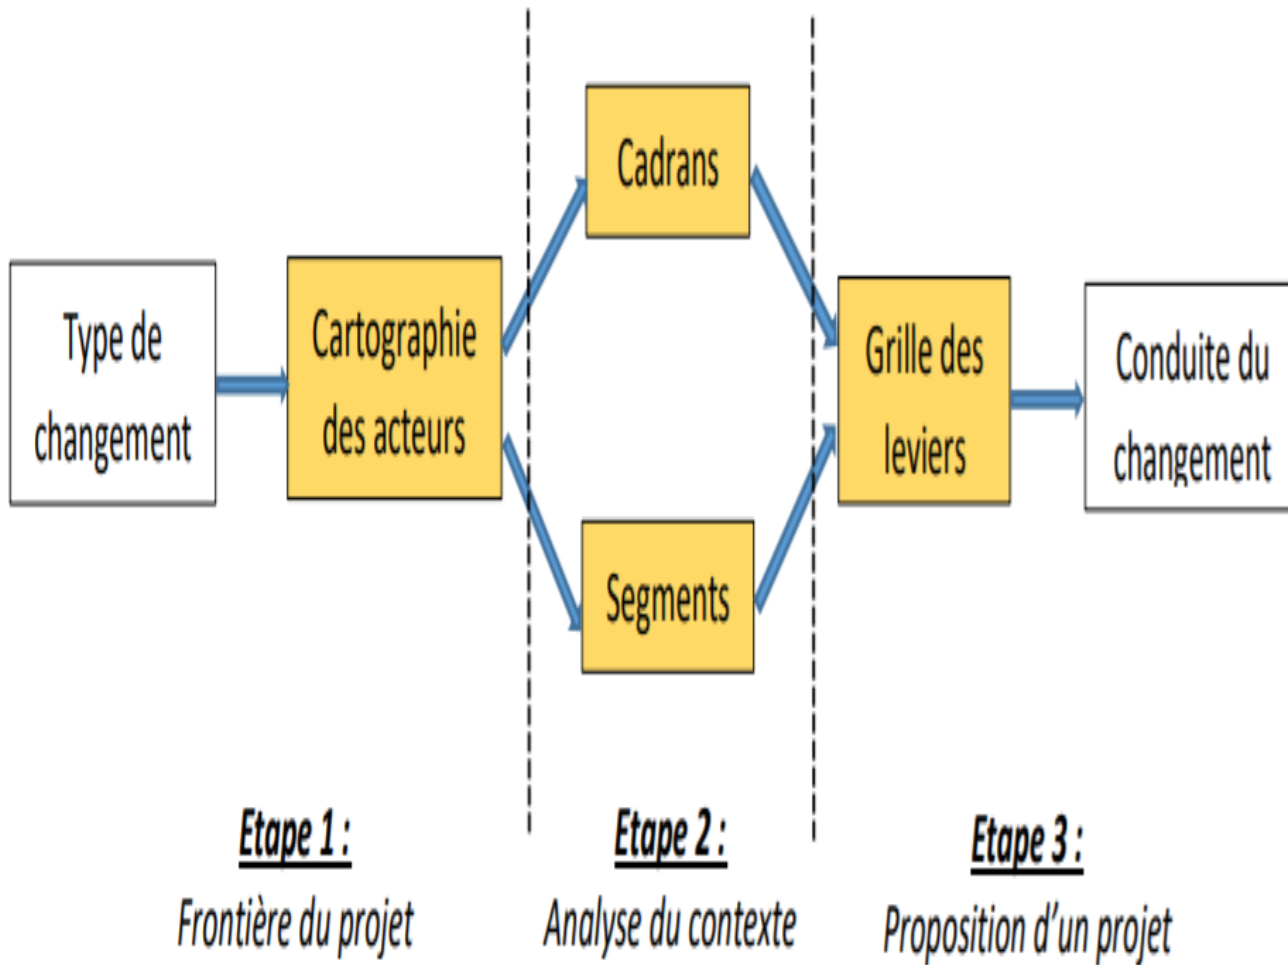 Type de
changement
Cartographie
des acteurs
Cadrans
Segments
Grille des
leviers
Conduite du
changement
Etape 1 :
Frontière du projet
Etape 2 :
Analyse du contexte
Etape 3 :
Proposition d'un projet